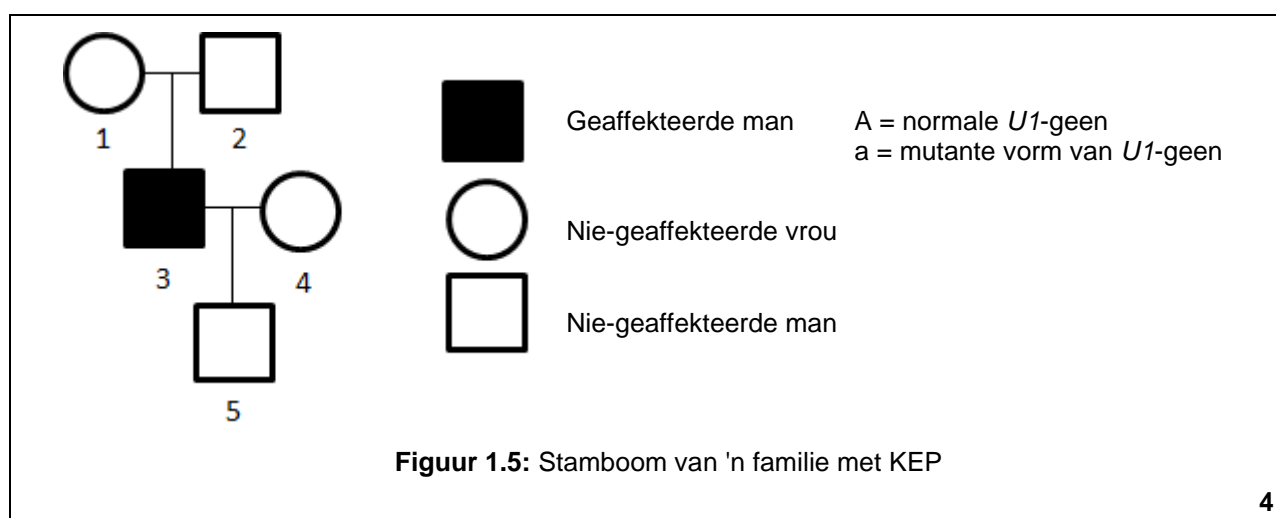 1
2
3
4
5
Geaffekteerde man
A = normale U1-geen
a = mutante vorm van U1-geen
Nie-geaffekteerde vrou
Nie-geaffekteerde man
Figuur 1.5: Stamboom van 'n familie met KEP
4